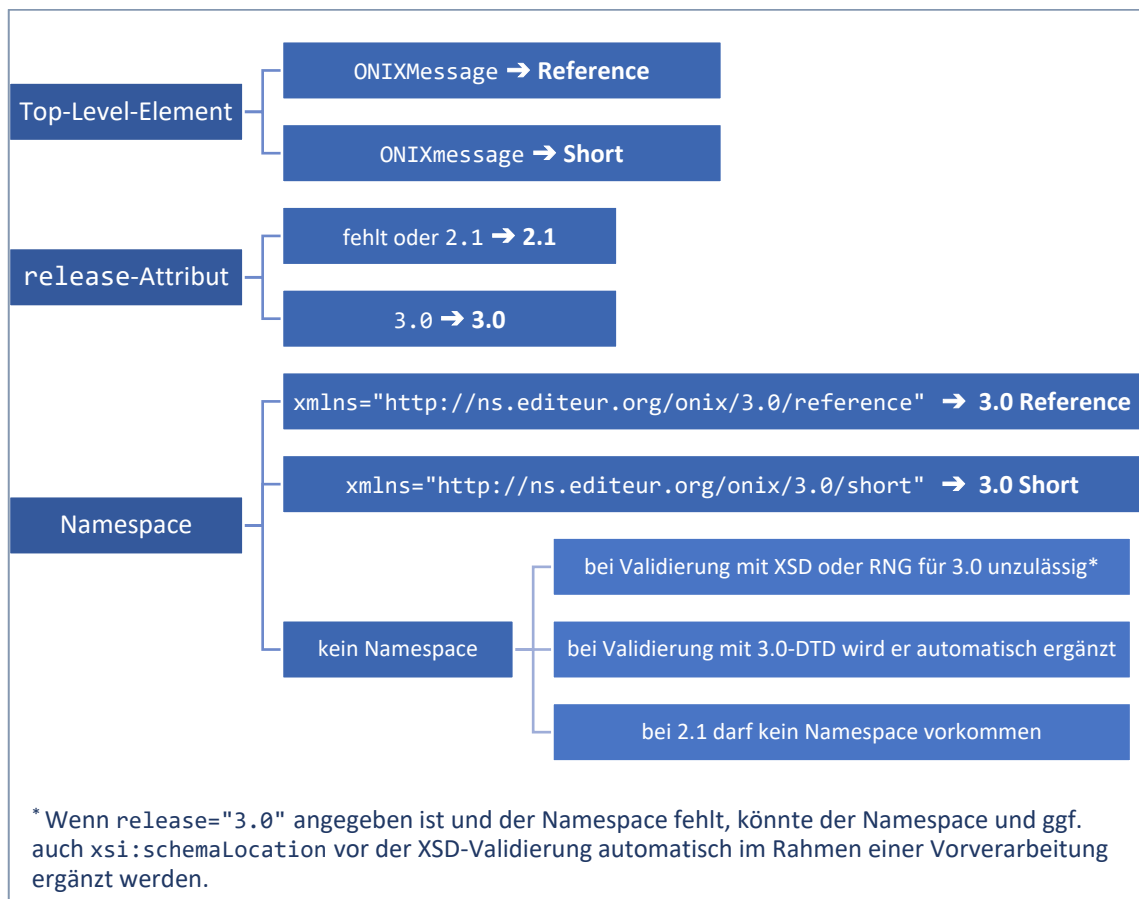 Top-Level-Element
ONIXMessage ➔ Reference
ONIXmessage ➔ Short
release-Attribut
fehlt oder 2.1 ➔ 2.1
3.0 ➔ 3.0
Namespace
xmlns="http://ns.editeur.org/onix/3.0/reference" ➔ 3.0 Reference
xmlns="http://ns.editeur.org/onix/3.0/short" ➔ 3.0 Short
kein Namespace
bei Validierung mit XSD oder RNG für 3.0 unzulässig*
bei Validierung mit 3.0-DTD wird er automatisch ergänzt
bei 2.1 darf kein Namespace vorkommen
* Wenn release="3.0" angegeben ist und der Namespace fehlt, könnte der Namespace und ggf.
auch xsi:schemaLocation vor der XSD-Validierung automatisch im Rahmen einer Vorverarbeitung
ergänzt werden.